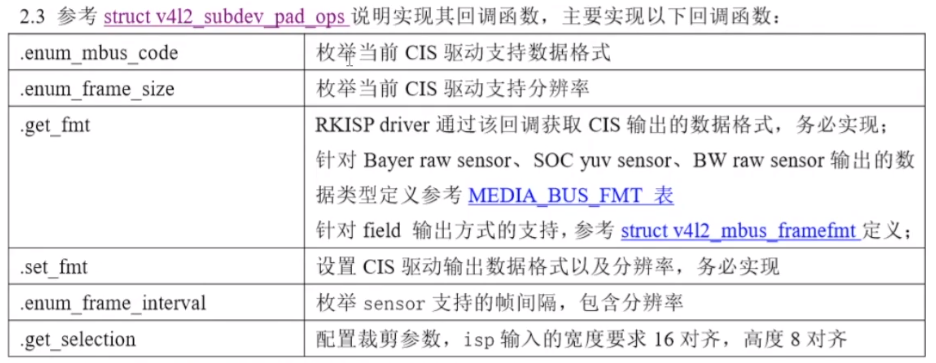 2.3 参考 struct v4l2_subdev_pad_ops 说明实现其回调函数，主要实现以下回调函数：
.enum_mbus_code 枚举当前 CIS 驱动支持数据格式
.enum_frame_size 枚举当前 CIS 驱动支持分辨率
.get_fmt RKISP driver 通过该回调获取 CIS 输出的数据格式，务必实现；
针对 Bayer raw sensor、SOC yuv sensor、BW raw sensor 输出的数
据类型定义参考 MEDIA_BUS_FMT 表
针对 field 输出方式的支持，参考 struct v4l2_mbus_framefmt 定义；
.set_fmt 设置 CIS 驱动输出数据格式以及分辨率，务必实现
.enum_frame_interval 枚举 sensor 支持的帧间隔，包含分辨率
.get_selection 配置裁剪参数，isp 输入的宽度要求 16 对齐，高度 8 对齐